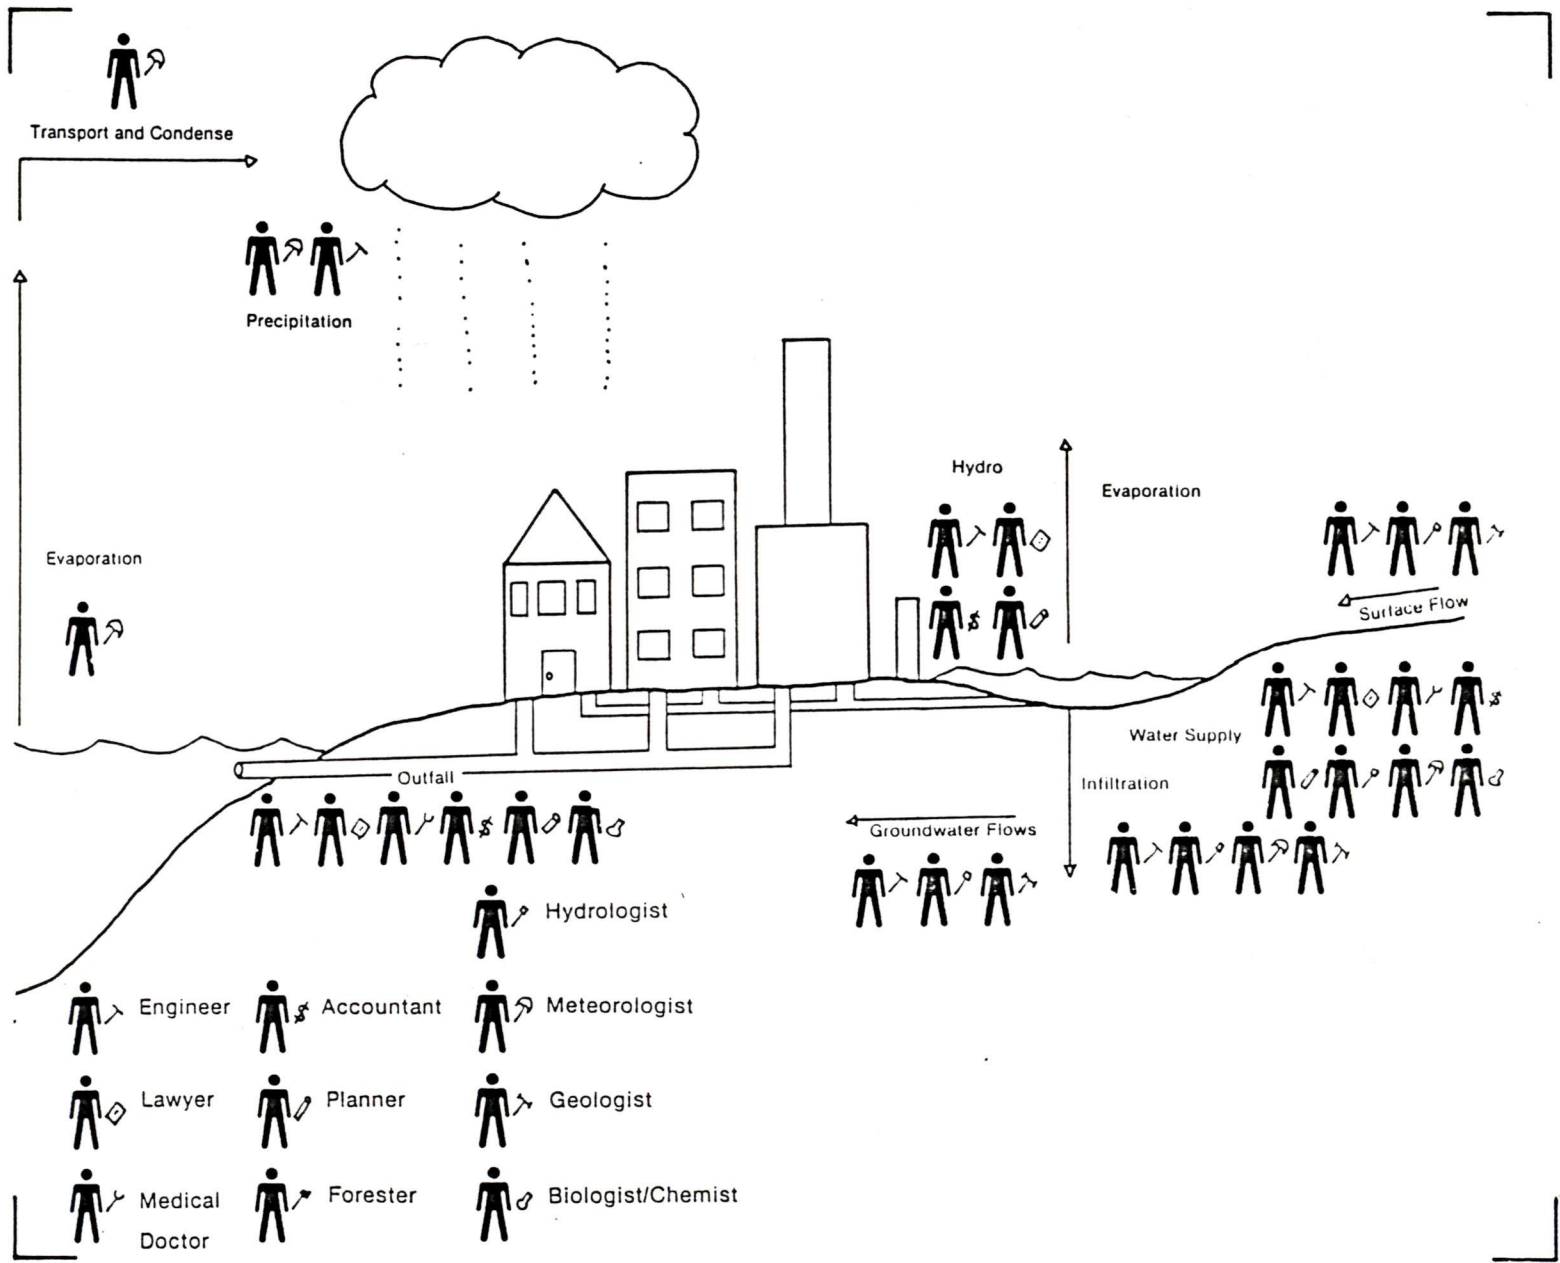 Transport and Condense
Precipitation
Hydro
Evaporation
Evaporation
Surface Flow
Water Supply
Outfall
Infiltration
Groundwater Flows
Hydrologist
Engineer
Accountant
Meteorologist
Lawyer
Planner
Geologist
Medical
Doctor
Forester
Biologist/Chemist